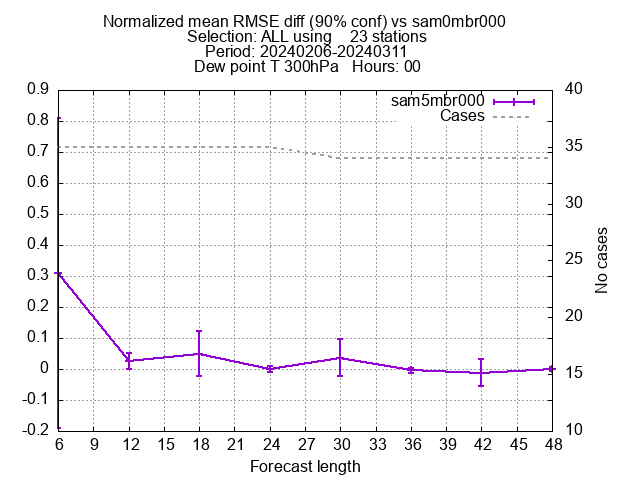 Normalized mean RMSE diff (90% conf) vs sam0mbr000
Selection: ALL using    23 stations
Period: 20240206-20240311
Dew point T 300hPa   Hours: 00
sam5mbr000
Cases
0.9
0.8
0.7
0.6
0.5
0.4
0.3
0.2
0.1
0
-0.1
-0.2
40
35
30
25
20
15
10
No cases
6 9 12 15 18 21 24 27 30 33 36 39 42 45 48
Forecast length